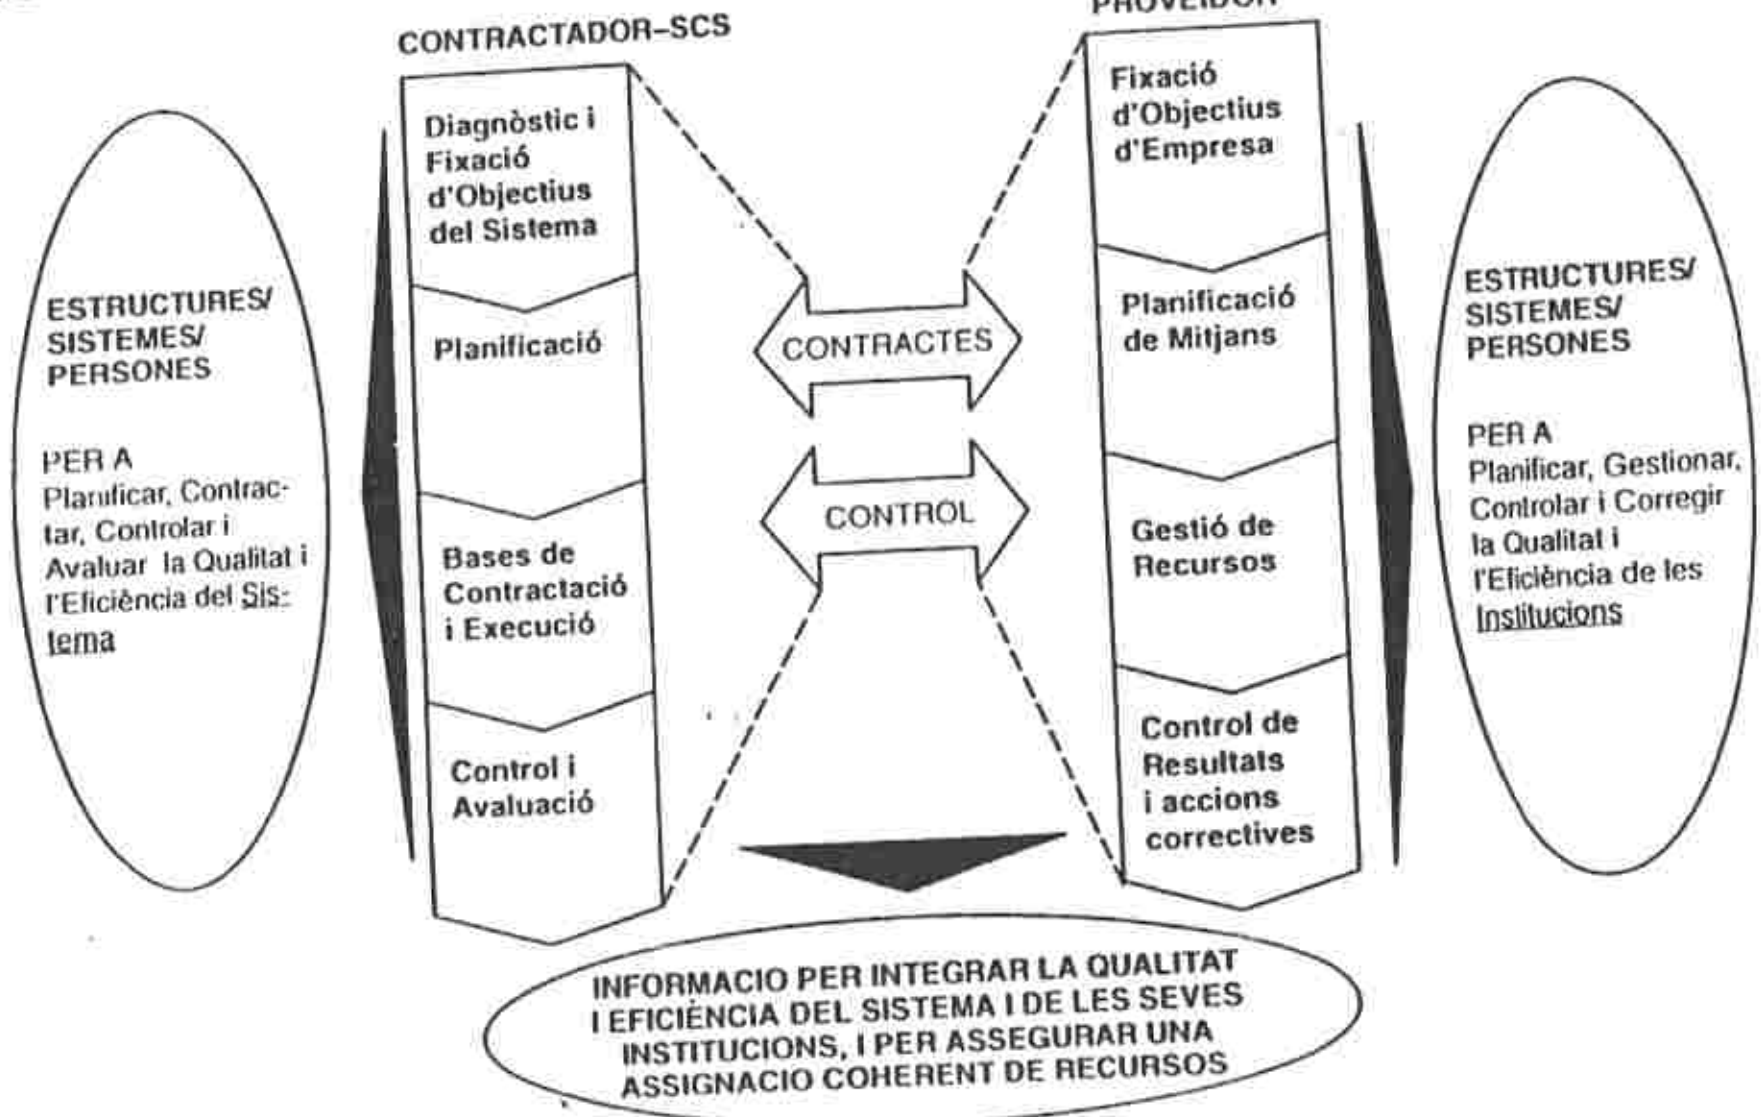 CONTRACTADOR-SCS
PROVEIDOR
Diagnòstic i
Fixació
d'Objectius
del Sistema
Planificació
Bases de
Contractació
i Execució
Control i
Avaluació
Fixació
d'Objectius
d'Empresa
Planificació
de Mitjans
Gestió de
Recursos
Control de
Resultats
i accions
correctives
ESTRUCTURES/
SISTEMES/
PERSONES
PER A
Planificar, Contrac-
tar, Controlar i
Avaluar la Qualitat i
l'Eficiència del Sis-
tema
CONTRACTES
CONTROL
ESTRUCTURES/
SISTEMES/
PERSONES
PER A
Planificar, Gestionar,
Controlar i Corregir
la Qualitat i
l'Eficiència de les
Institucions
INFORMACIO PER INTEGRAR LA QUALITAT
I EFICIÈNCIA DEL SISTEMA I DE LES SEVES
INSTITUCIONS, I PER ASSEGURAR UNA
ASSIGNACIO COHERENT DE RECURSOS